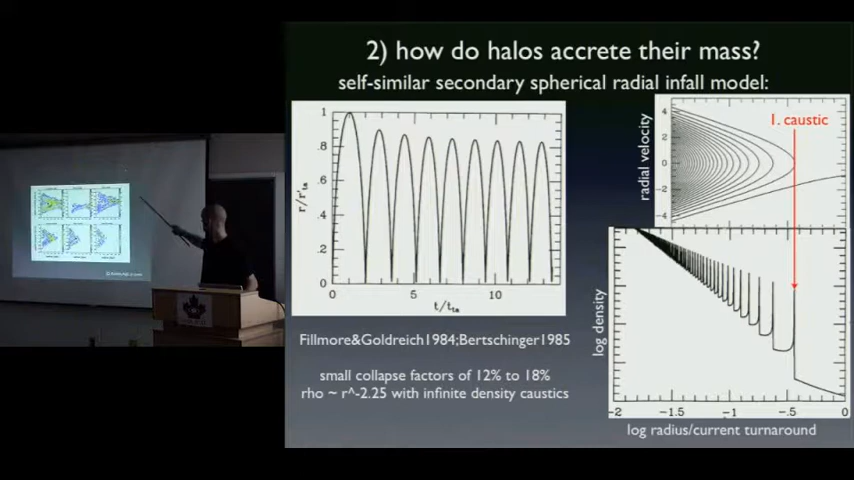 2) how do halos accrete their mass?
self-similar secondary spherical radial infall model:
1
.8
.6
.4
.2
0
r/r'ta
0
5
10
t/tta
4
2
0
-2
-4
radial velocity
1. caustic
log density
-2
-1.5
-1
-.5
0
log radius/current turnaround
Fillmore&Goldreich1984;Bertschinger1985
small collapse factors of 12% to 18%
rho ~ r^-2.25 with infinite density caustics